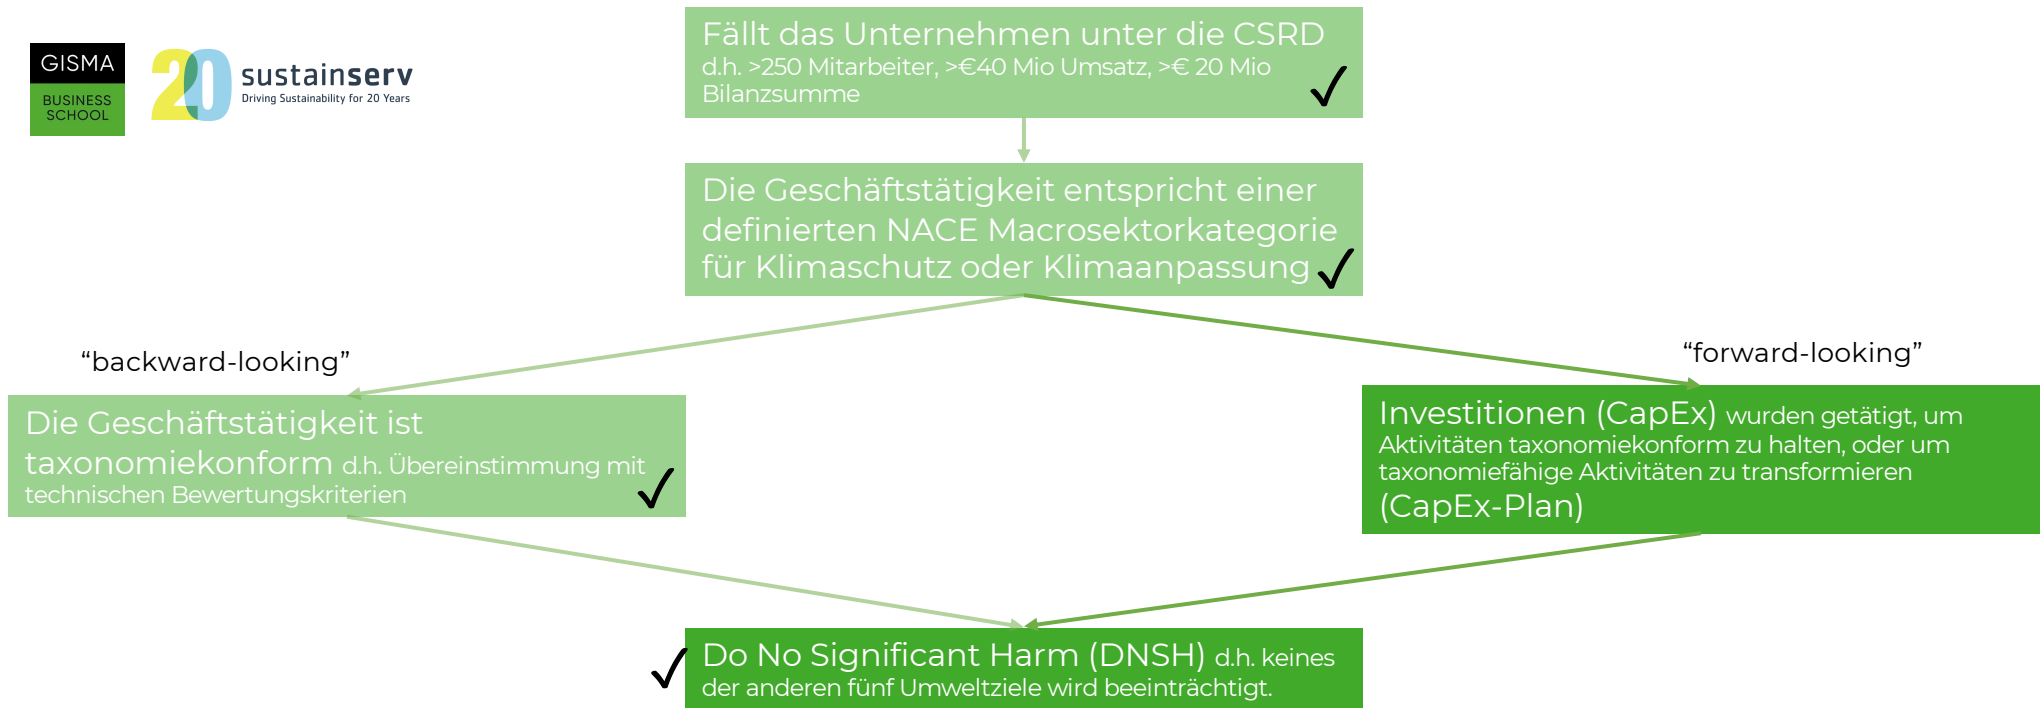 GISMA
BUSINESS
SCHOOL
20
sustainserv
Driving Sustainability for 20 Years
Fällt das Unternehmen unter die CSRD
d.h. >250 Mitarbeiter, >€40 Mio Umsatz, >€ 20 Mio
Bilanzsumme
Die Geschäftstätigkeit entspricht einer
definierten NACE Macrosektorkategorie
für Klimaschutz oder Klimaanpassung
“backward-looking”
“forward-looking”
Die Geschäftstätigkeit ist
taxonomiekonform d.h. Übereinstimmung mit
technischen Bewertungskriterien
Investitionen (CapEx) wurden getätigt, um
Aktivitäten taxonomiekonform zu halten, oder um
taxonomiefähige Aktivitäten zu transformieren
(CapEx-Plan)
Do No Significant Harm (DNSH) d.h. keines
der anderen fünf Umweltziele wird beeinträchtigt.